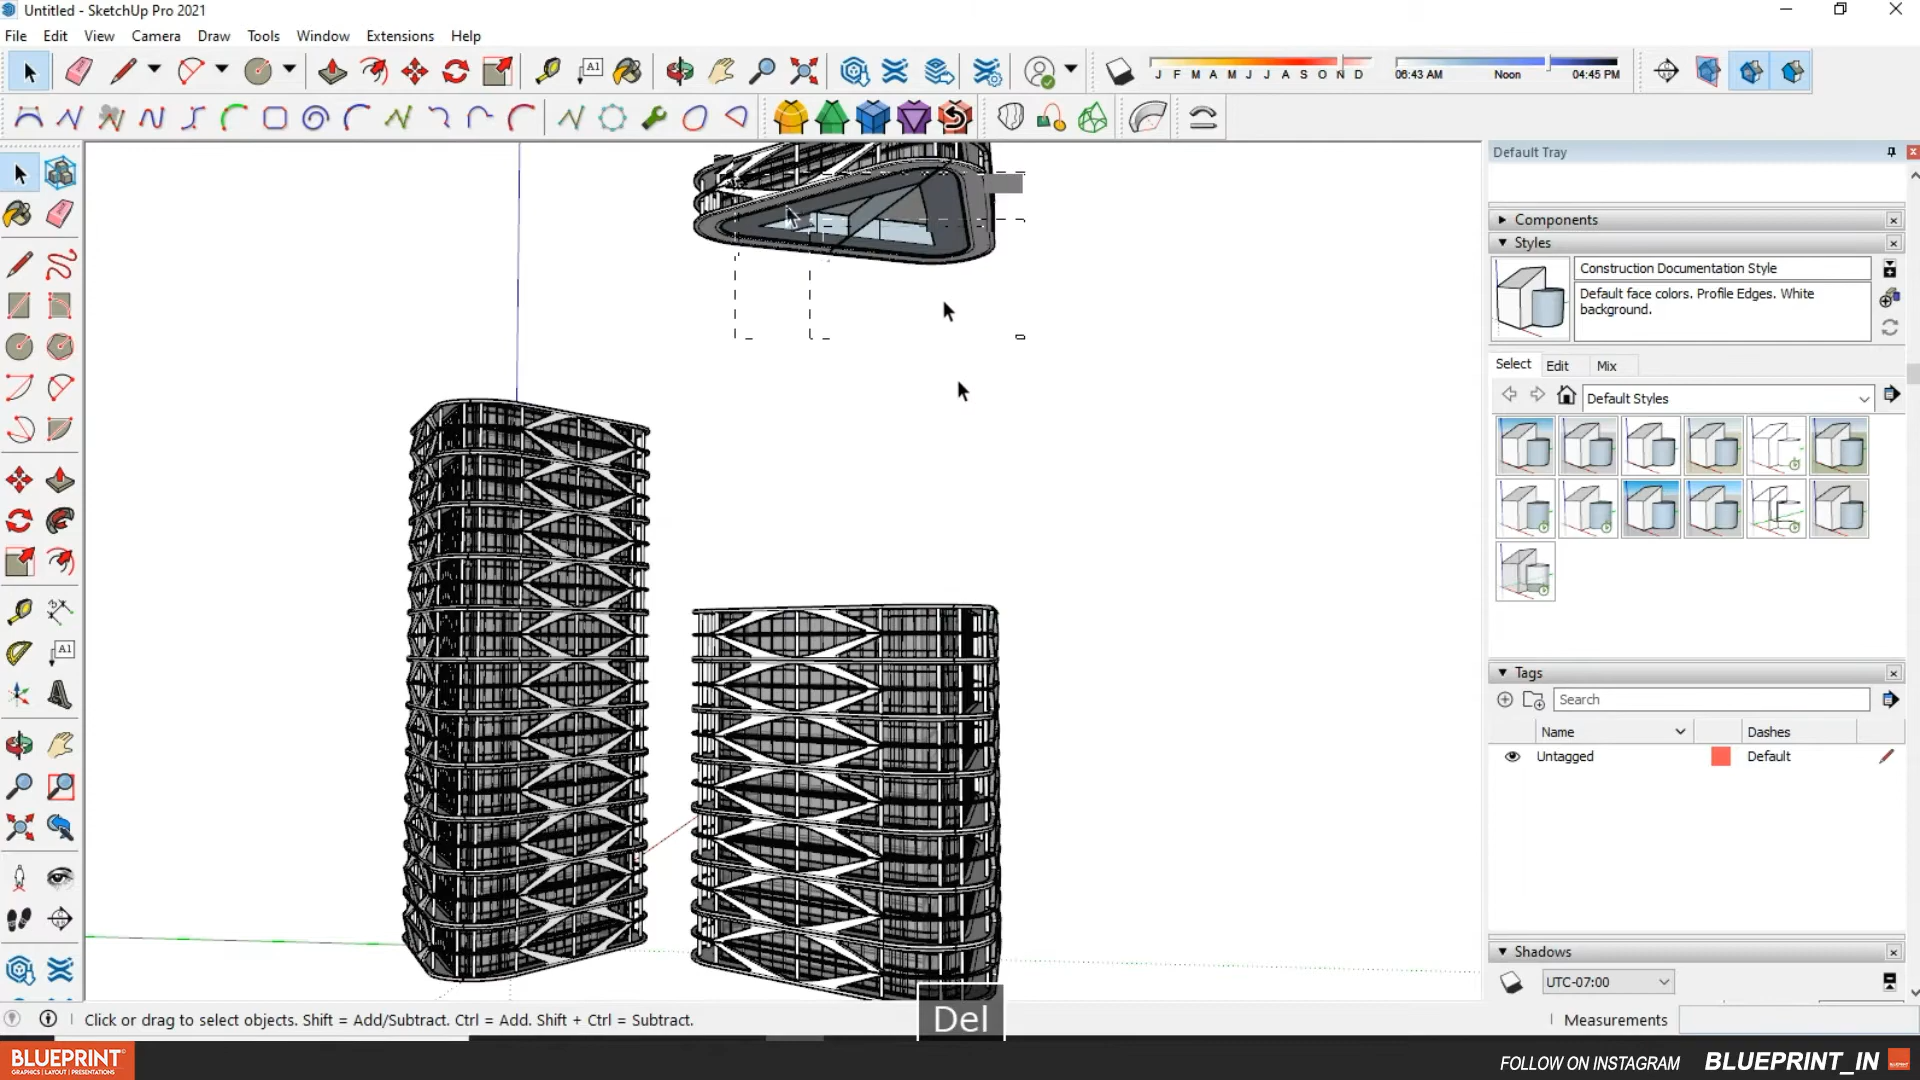 Untitled - SketchUp Pro 2021
File Edit View Camera Draw Tools Window Extensions Help
J F M A M J J A S O N D
06:43 AM Noon 04:45 PM
Default Tray
Components
Styles
Construction Documentation Style
Default face colors. Profile Edges. White
background.
Select Edit Mix
Default Styles
Tags
Search
Name Dashes
Untagged Default
Shadows
UTC-07:00
Click or drag to select objects. Shift = Add/Subtract. Ctrl = Add. Shift + Ctrl = Subtract.
Del
Measurements
BLUEPRINT
GRAPHICS | LAYOUT | PRESENTATIONS
FOLLOW ON INSTAGRAM BLUEPRINT_IN